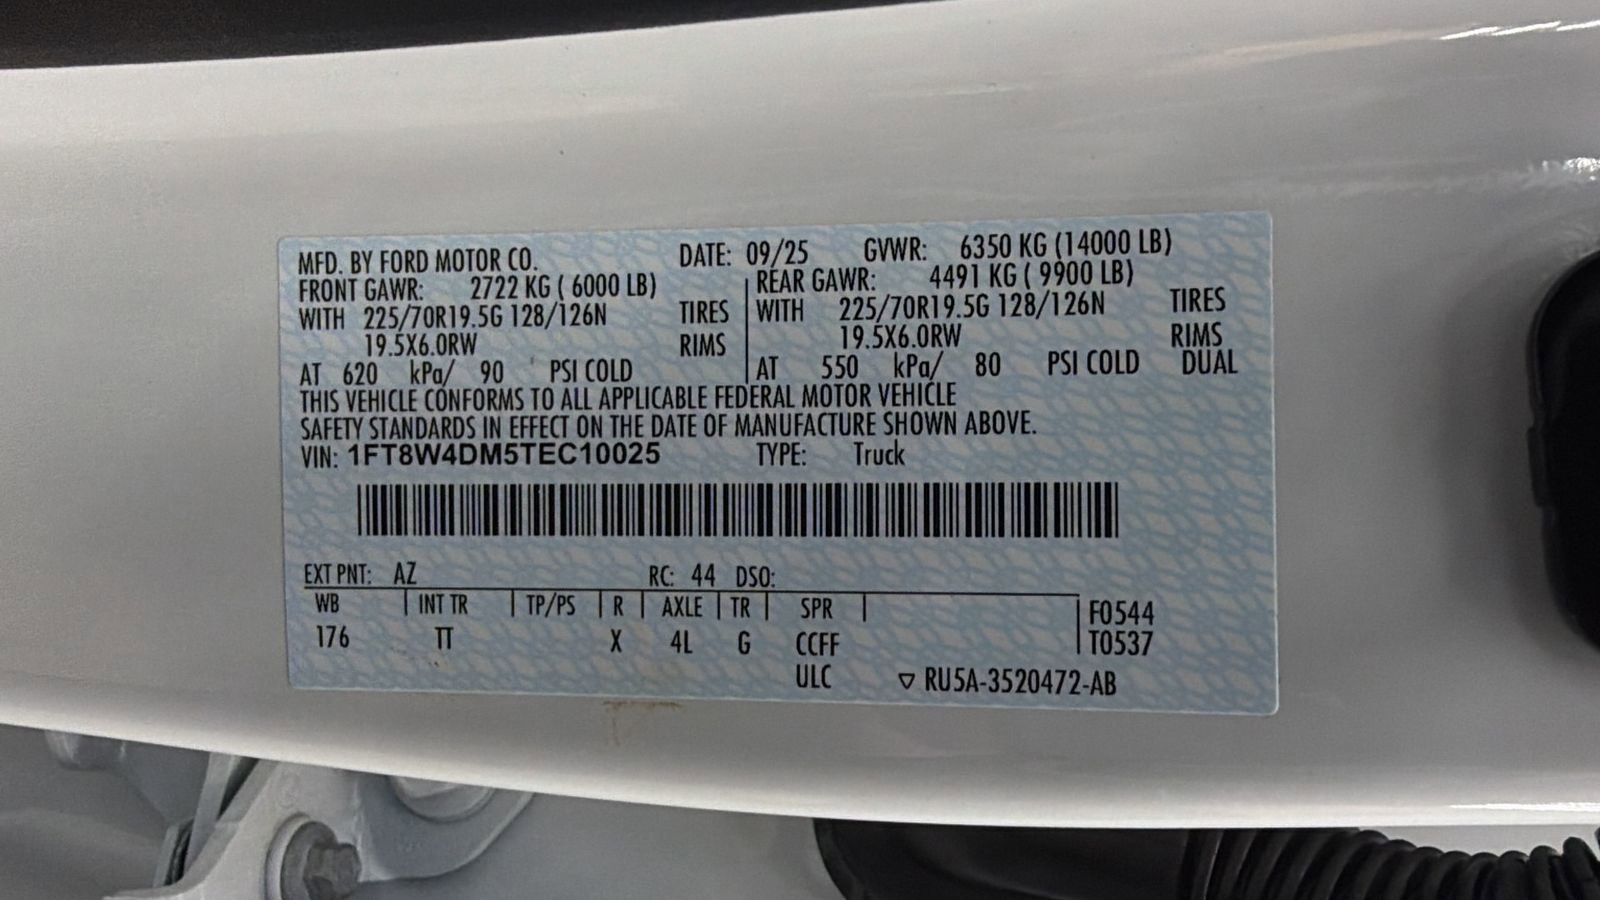 MFD. BY FORD MOTOR CO. DATE: 09/25 GVWR: 6350 KG (14000 LB)
FRONT GAWR: 2722 KG ( 6000 LB) REAR GAWR: 4491 KG ( 9900 LB)
WITH 225/70R19.5G 128/126N TIRES WITH 225/70R19.5G 128/126N TIRES
19.5X6.0RW RIMS 19.5X6.0RW RIMS
AT 620 kPa/ 90 PSI COLD AT 550 kPa/ 80 PSI COLD DUAL
THIS VEHICLE CONFORMS TO ALL APPLICABLE FEDERAL MOTOR VEHICLE
SAFETY STANDARDS IN EFFECT ON THE DATE OF MANUFACTURE SHOWN ABOVE.
VIN: 1FT8W4DM5TEC10025 TYPE: Truck
EXT PNT: AZ RC: 44 DSO:
WB INT TR TP/PS R AXLE TR SPR F0544
176 TT X 4L G CCFF T0537
ULC ▽ RU5A-3520472-AB